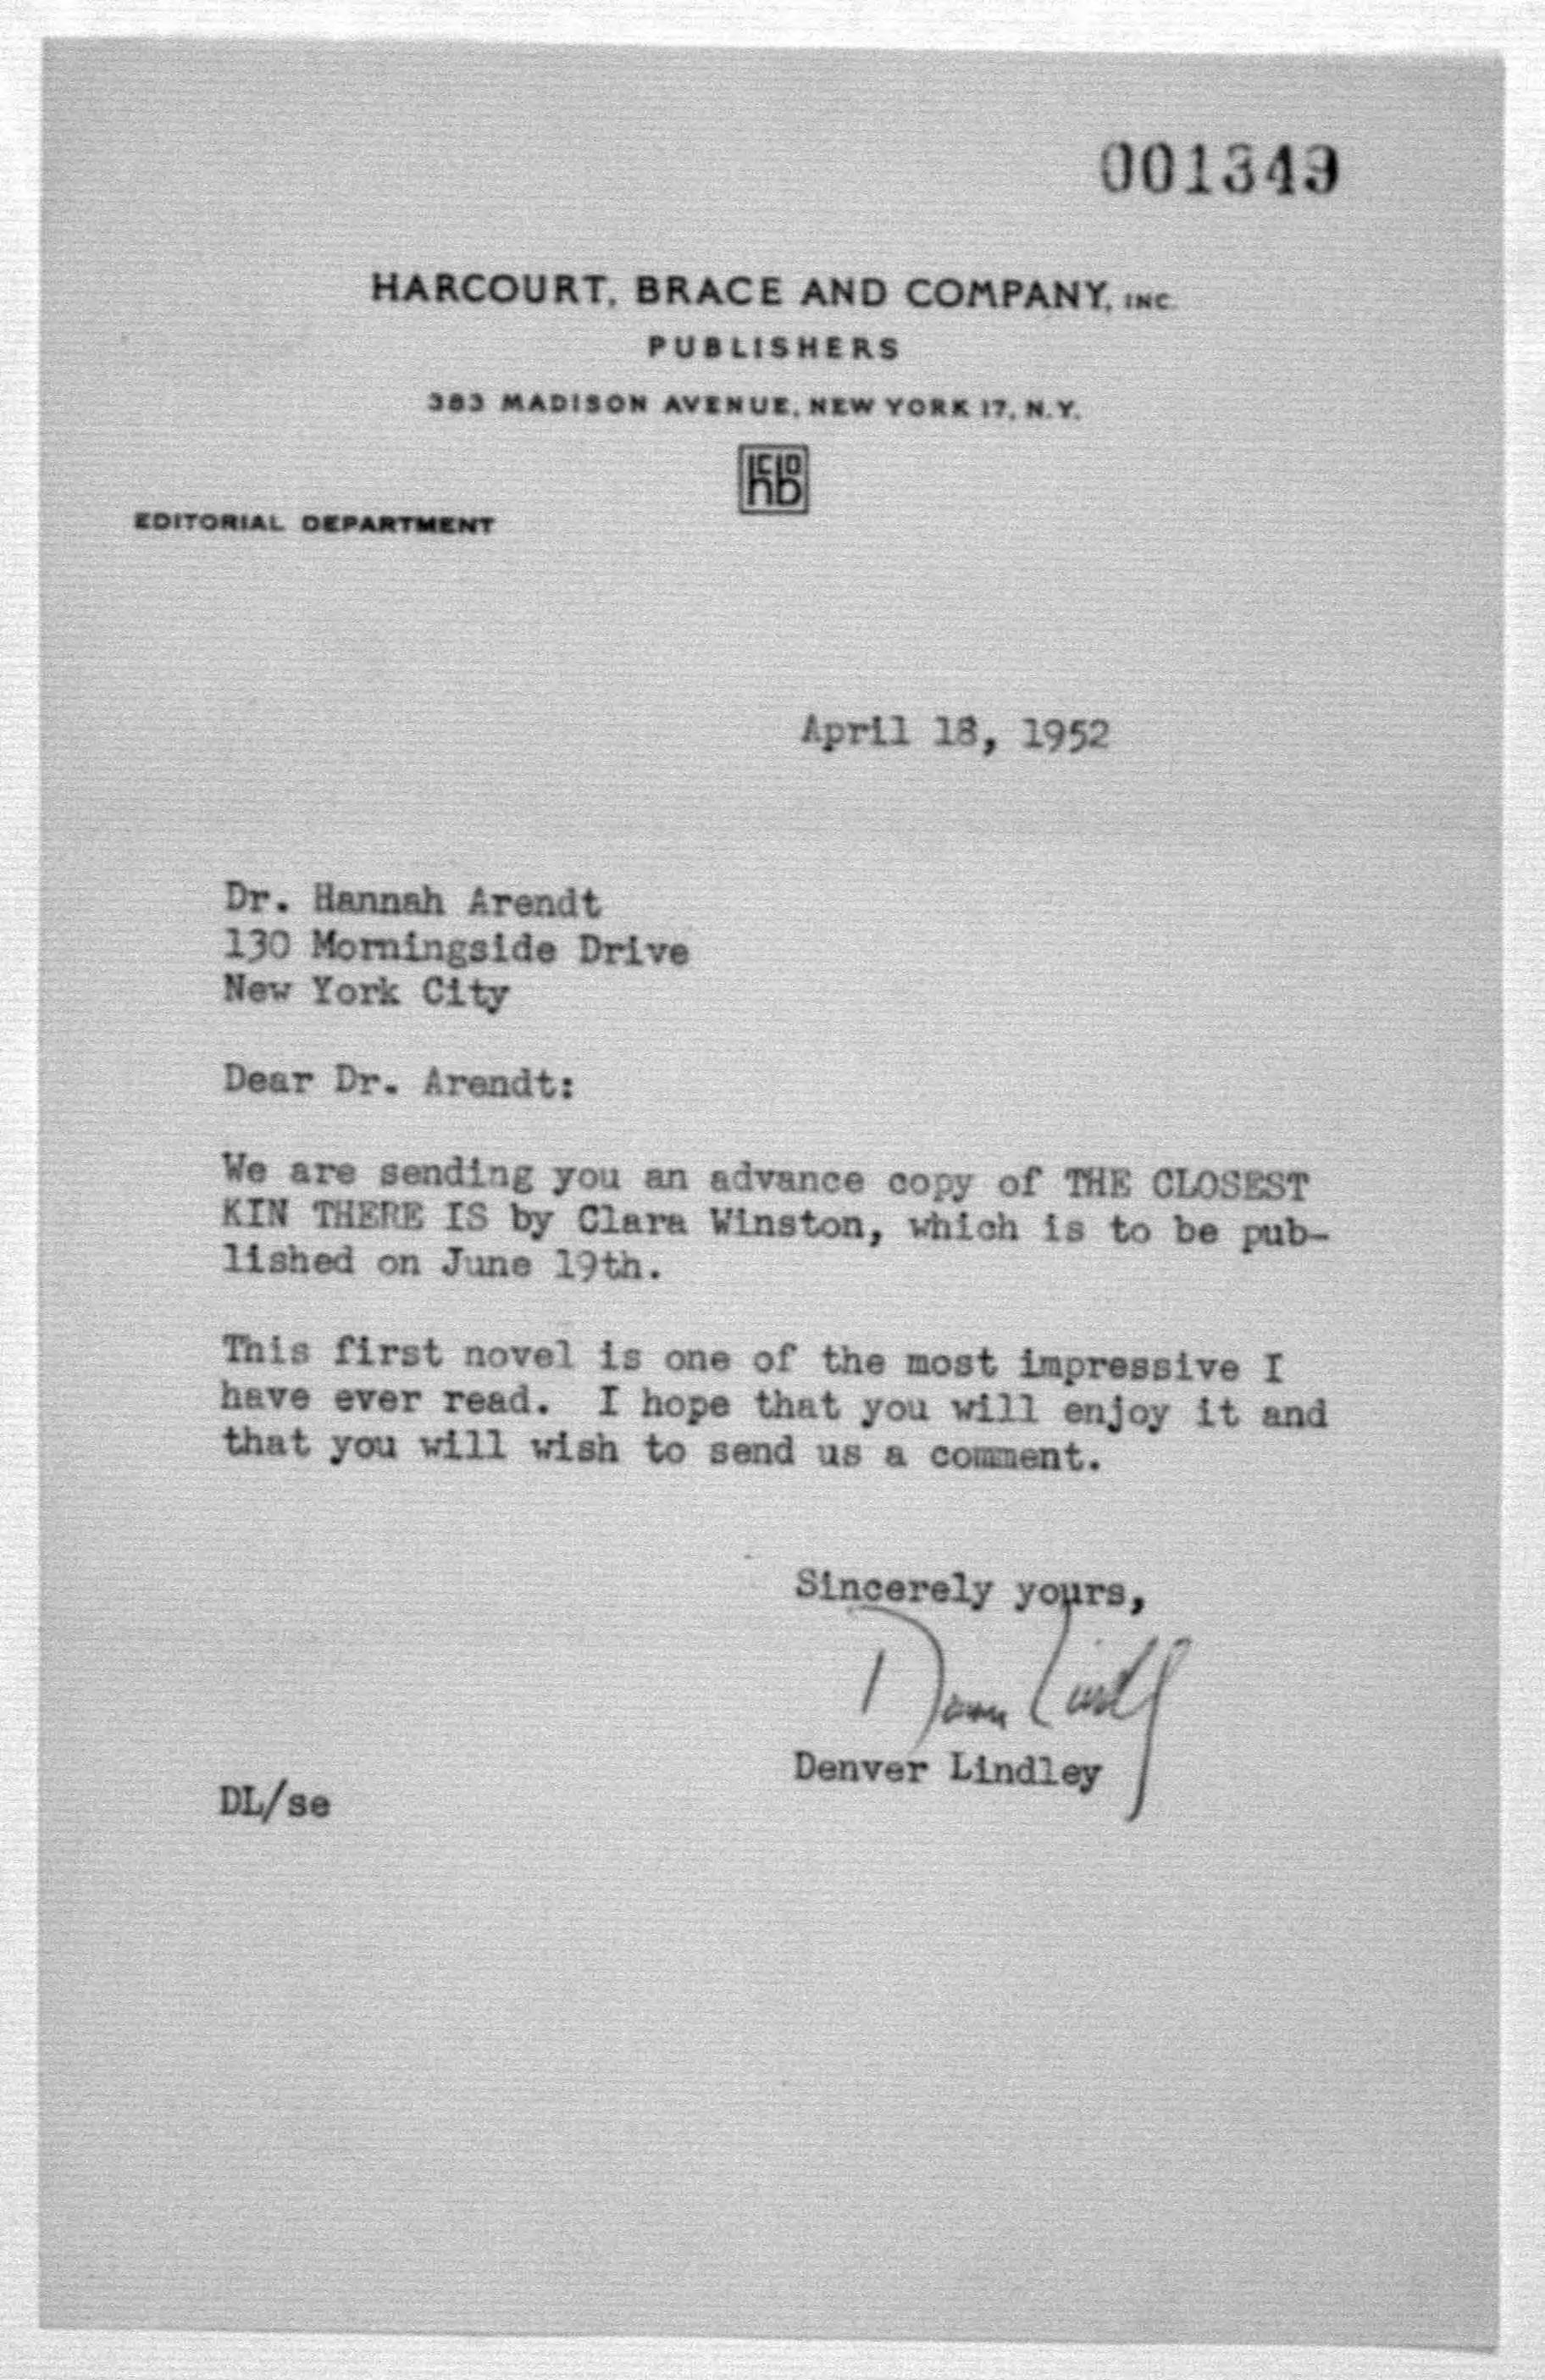 001349
HARCOURT, BRACE AND COMPANY, INC.
PUBLISHERS
383 MADISON AVENUE, NEW YORK 17, N.Y.
hcbo
EDITORIAL DEPARTMENT
April 18, 1952
Dr. Hannah Arendt
130 Morningside Drive
New York City
Dear Dr. Arendt:
We are sending you an advance copy of THE CLOSEST
KIN THERE IS by Clara Winston, which is to be pub-
lished on June 19th.
This first novel is one of the most impressive I
have ever read. I hope that you will enjoy it and
that you will wish to send us a comment.
Sincerely yours,
Denver Lindley
Denver Lindley
DL/se